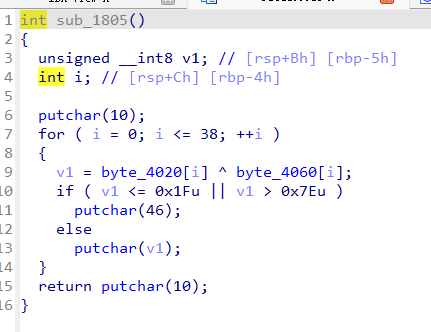 1 int sub_1805()
2 {
3 unsigned __int8 v1; // [rsp+Bh] [rbp-5h]
4 int i; // [rsp+Ch] [rbp-4h]
5
6 putchar(10);
7 for ( i = 0; i <= 38; ++i )
8 {
9 v1 = byte_4020[i] ^ byte_4060[i];
10 if ( v1 <= 0x1Fu || v1 > 0x7Eu )
11 putchar(46);
12 else
13 putchar(v1);
14 }
15 return putchar(10);
16 }